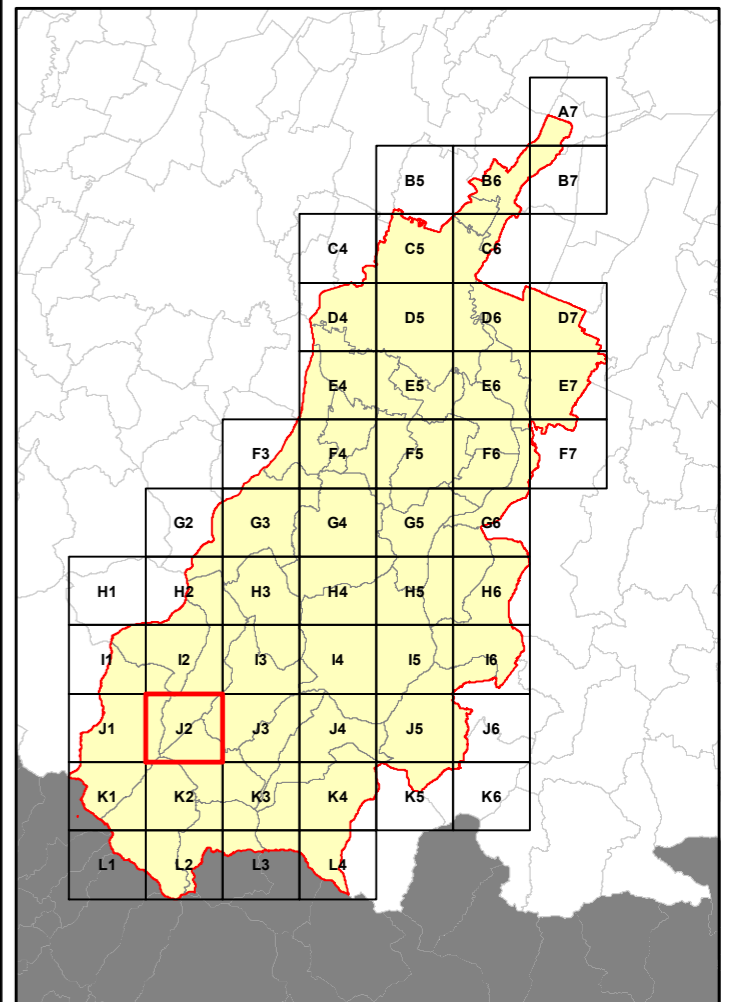 A7
B5 B6 B7
C4 C5 C6
D4 D5 D6 D7
E4 E5 E6 E7
F3 F4 F5 F6 F7
G2 G3 G4 G5 G6
H1 H2 H3 H4 H5 H6
I1 I2 I3 I4 I5 I6
J1 J2 J3 J4 J5 J6
K1 K2 K3 K4 K5 K6
L1 L2 L3 L4